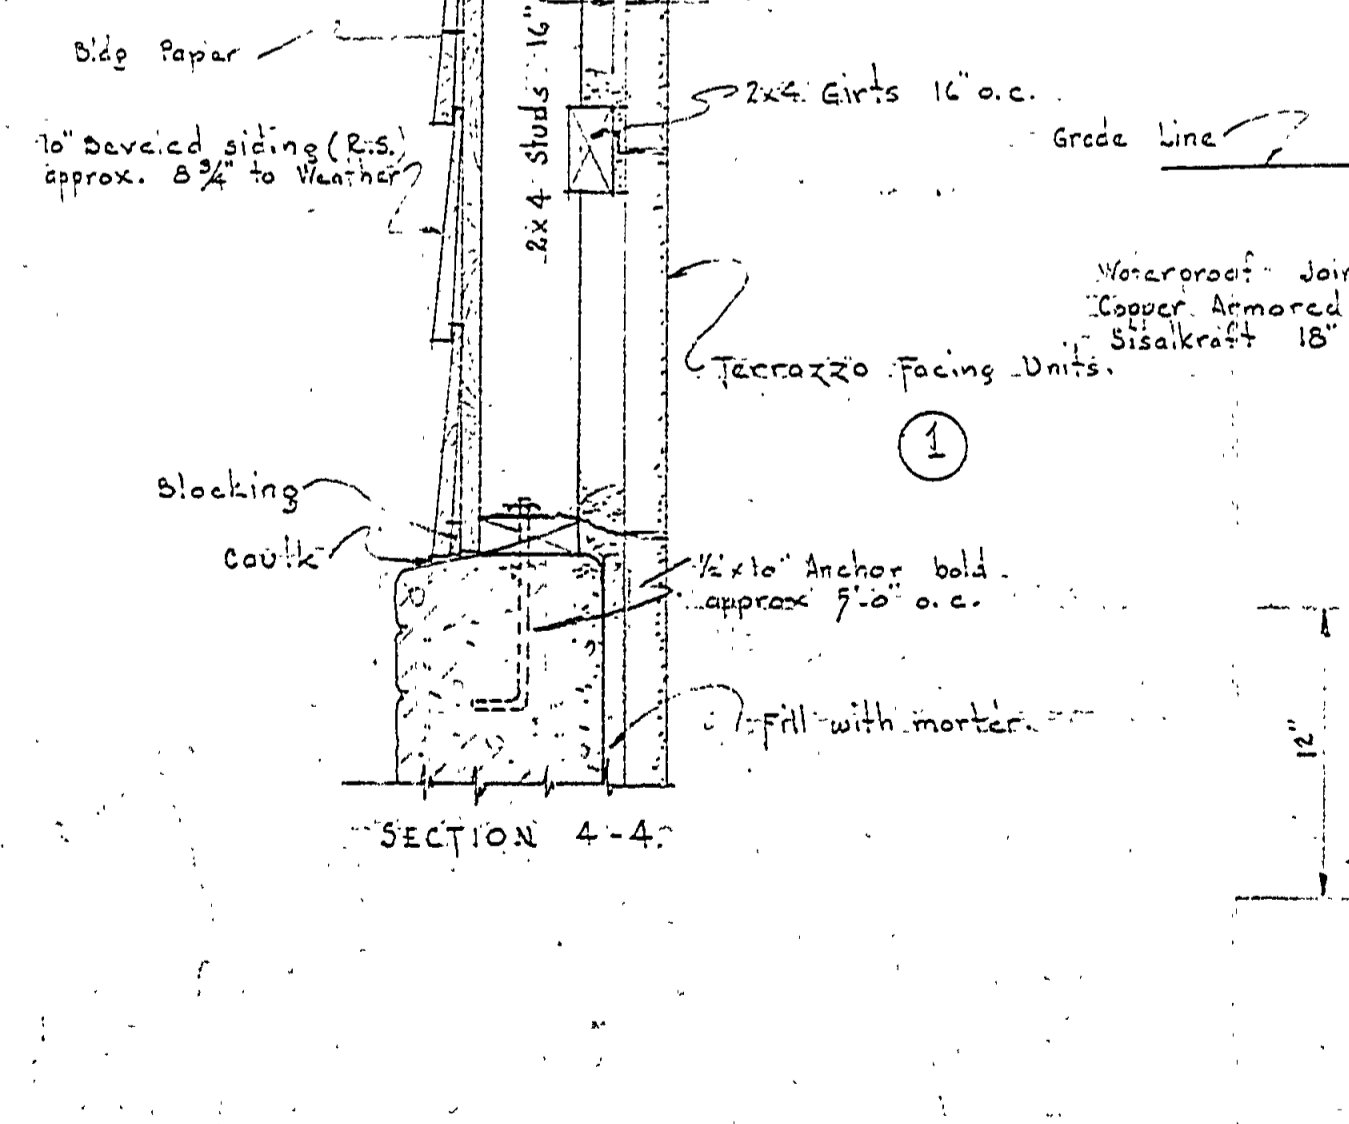 Bldg Paper
10" Beveled siding (R.S.)
approx. 8 3/4" to Weather
2x4 Studs 16"
2x4 Girts 16" o.c.
Grade Line
Waterproof Join
Copper Armored
Sisalkraft 18"
Terrazzo Facing Units.
1
Blocking
Caulk
1/2"x10" Anchor bold
approx 5'-0" o.c.
Fill with morter.
12"
SECTION 4-4.